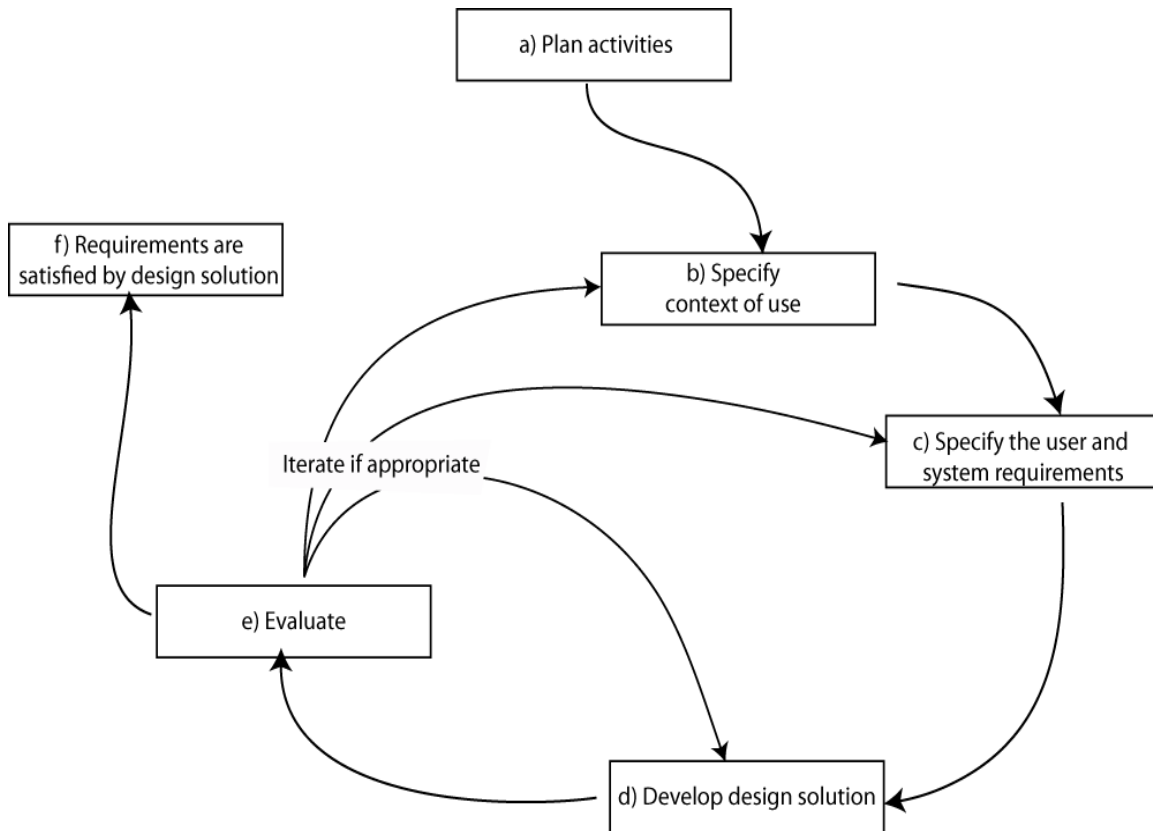 a) Plan activities
f) Requirements are
satisfied by design solution
b) Specify
context of use
c) Specify the user and
system requirements
Iterate if appropriate
e) Evaluate
d) Develop design solution